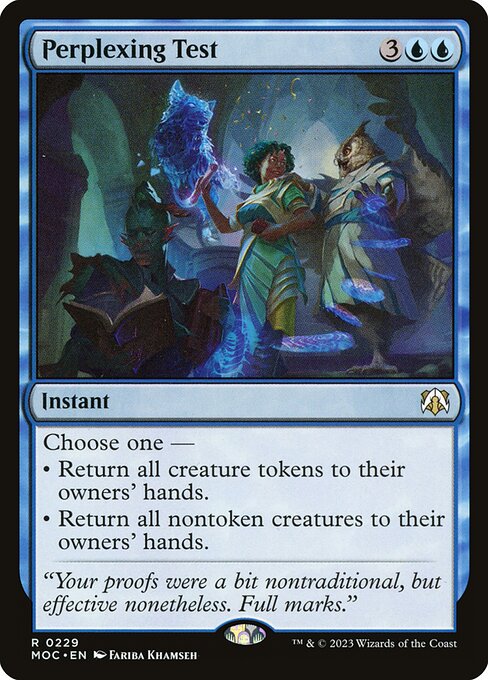 Perplexing Test 3
Instant
Choose one —
• Return all creature tokens to their
owners' hands.
• Return all nontoken creatures to their
owners' hands.
“Your proofs were a bit nontraditional, but
effective nonetheless. Full marks.”
R 0229
MOC • EN Fariba Khamseh
™ & © 2023 Wizards of the Coast